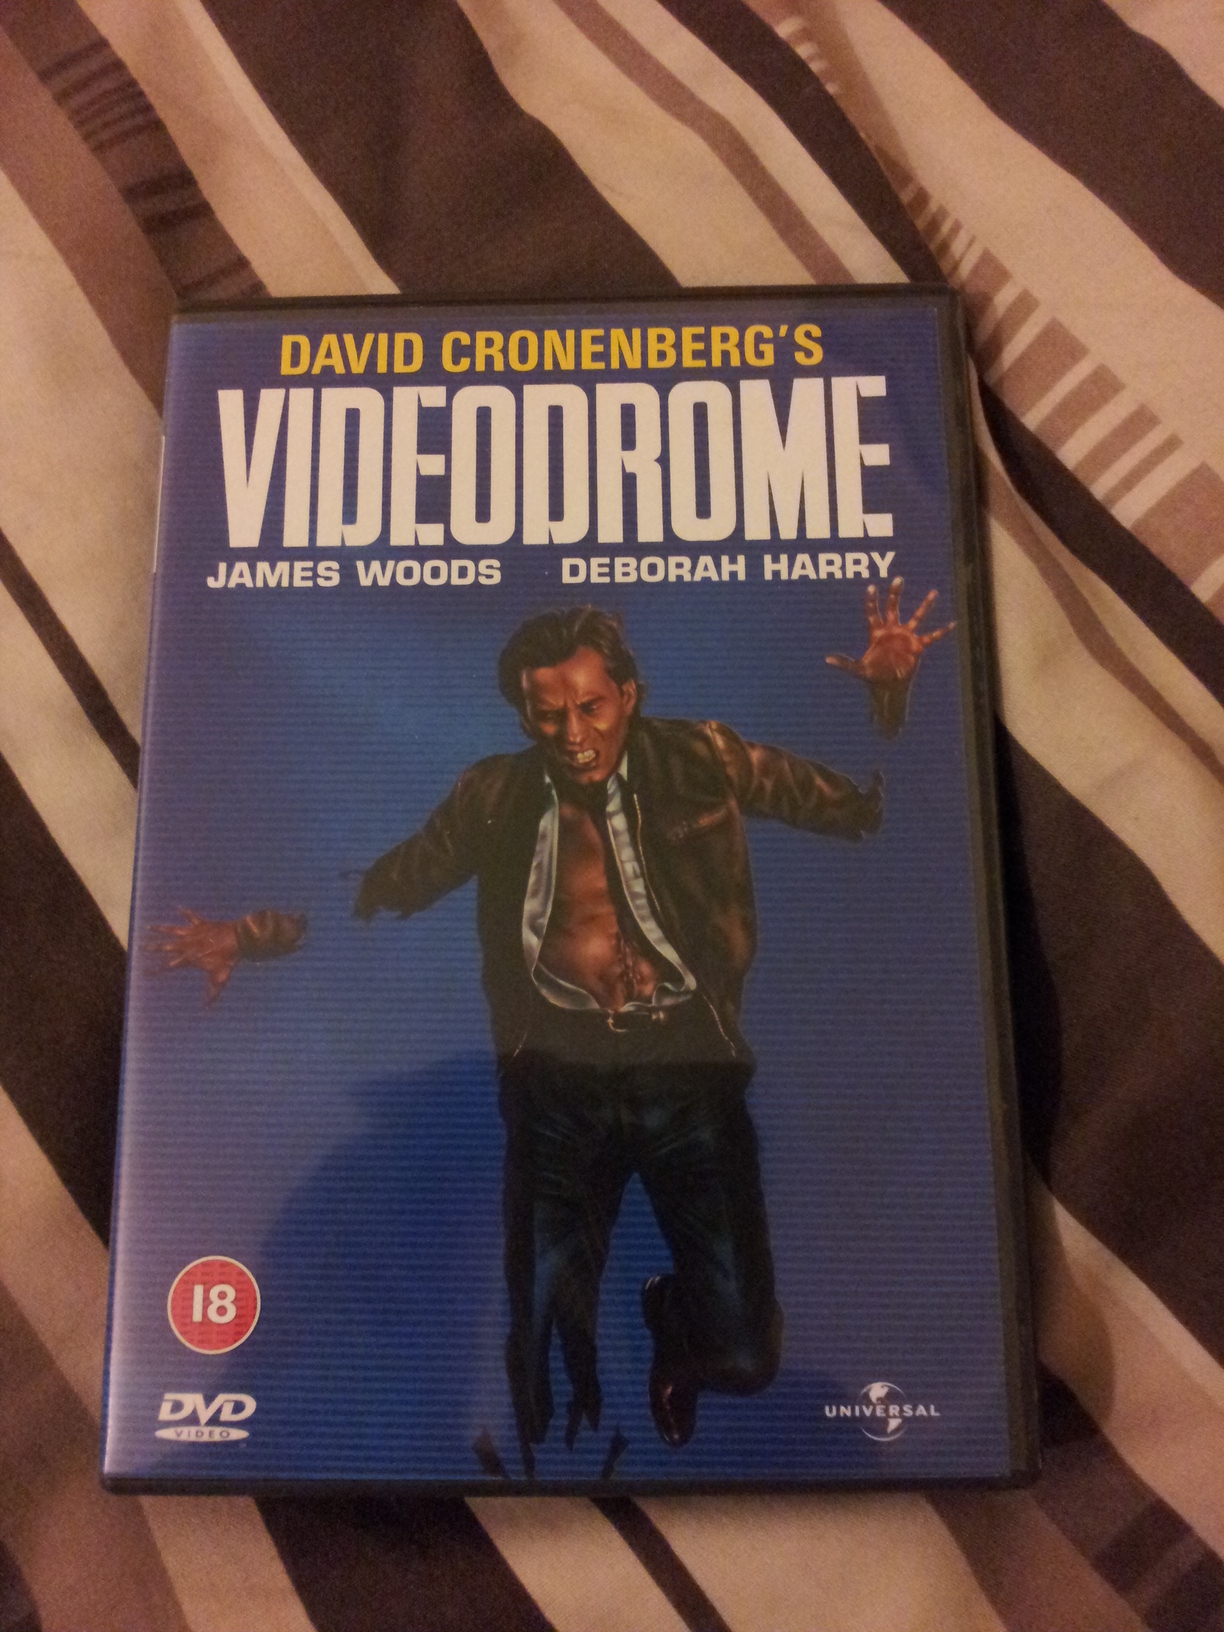 DAVID CRONENBERG'S
VIDEODROME
JAMES WOODS DEBORAH HARRY
18
DVD
VIDEO
UNIVERSAL